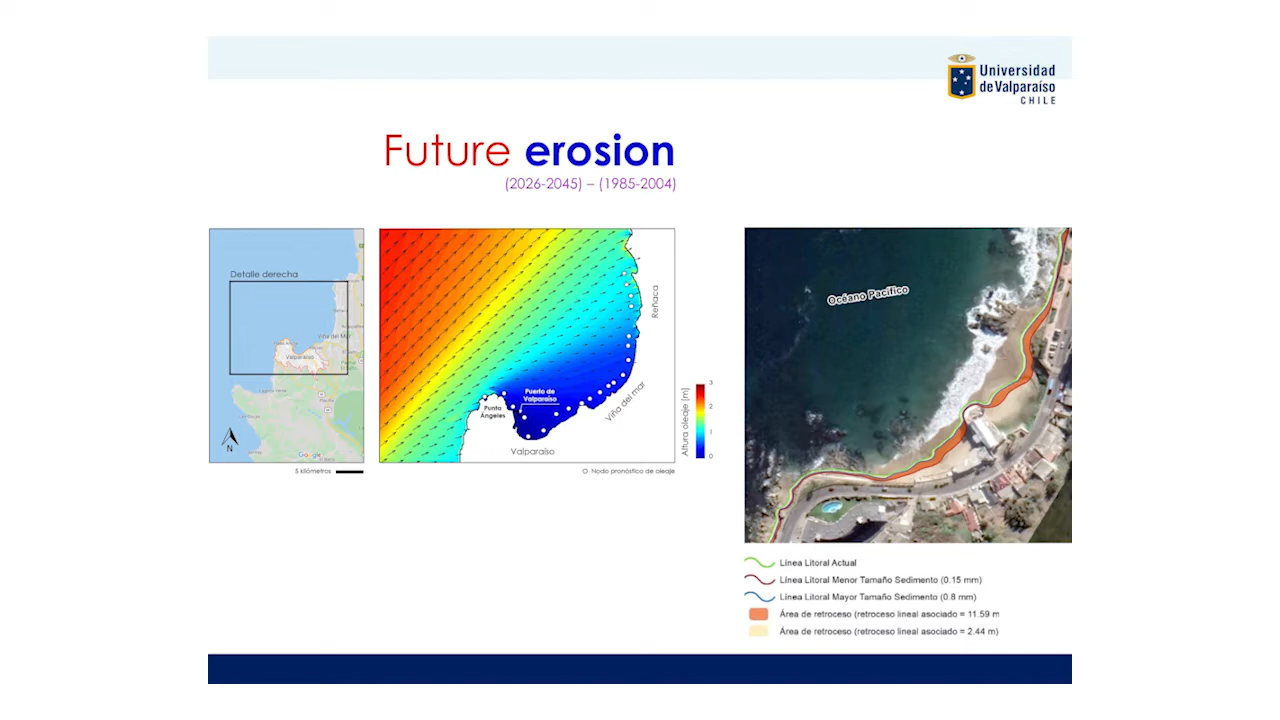 Universidad
de Valparaíso
CHILE
Future erosion
(2026-2045) – (1985-2004)
Detalle derecha
Viña del Mar
Valparaíso
N
Google
5 kilómetros
Reñaca
Puerto de
Valparaíso
Punta
Ángeles
Viña del mar
Valparaíso
Nodo pronóstico de oleaje
Altura oleaje [m]
3
2
1
0
Océano Pacífico
Línea Litoral Actual
Línea Litoral Menor Tamaño Sedimento (0.15 mm)
Línea Litoral Mayor Tamaño Sedimento (0.8 mm)
Área de retroceso (retroceso lineal asociado = 11.59 m
Área de retroceso (retroceso lineal asociado = 2.44 m)